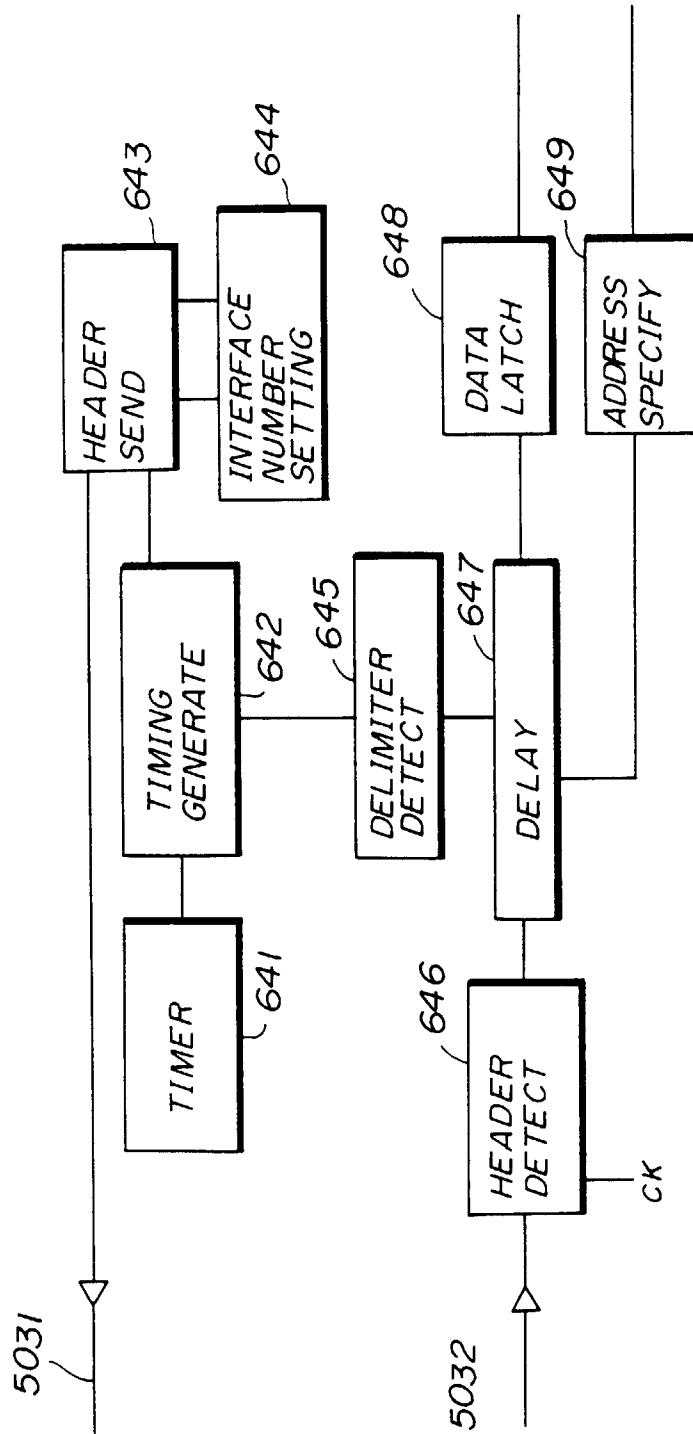 5031
HEADER
SEND
643
TIMER
641
TIMING
GENERATE
642
INTERFACE
NUMBER
SETTING
644
DELIMITER
DETECT
645
5032
HEADER
DETECT
646
CK
DELAY
647
DATA
LATCH
648
ADDRESS
SPECIFY
649